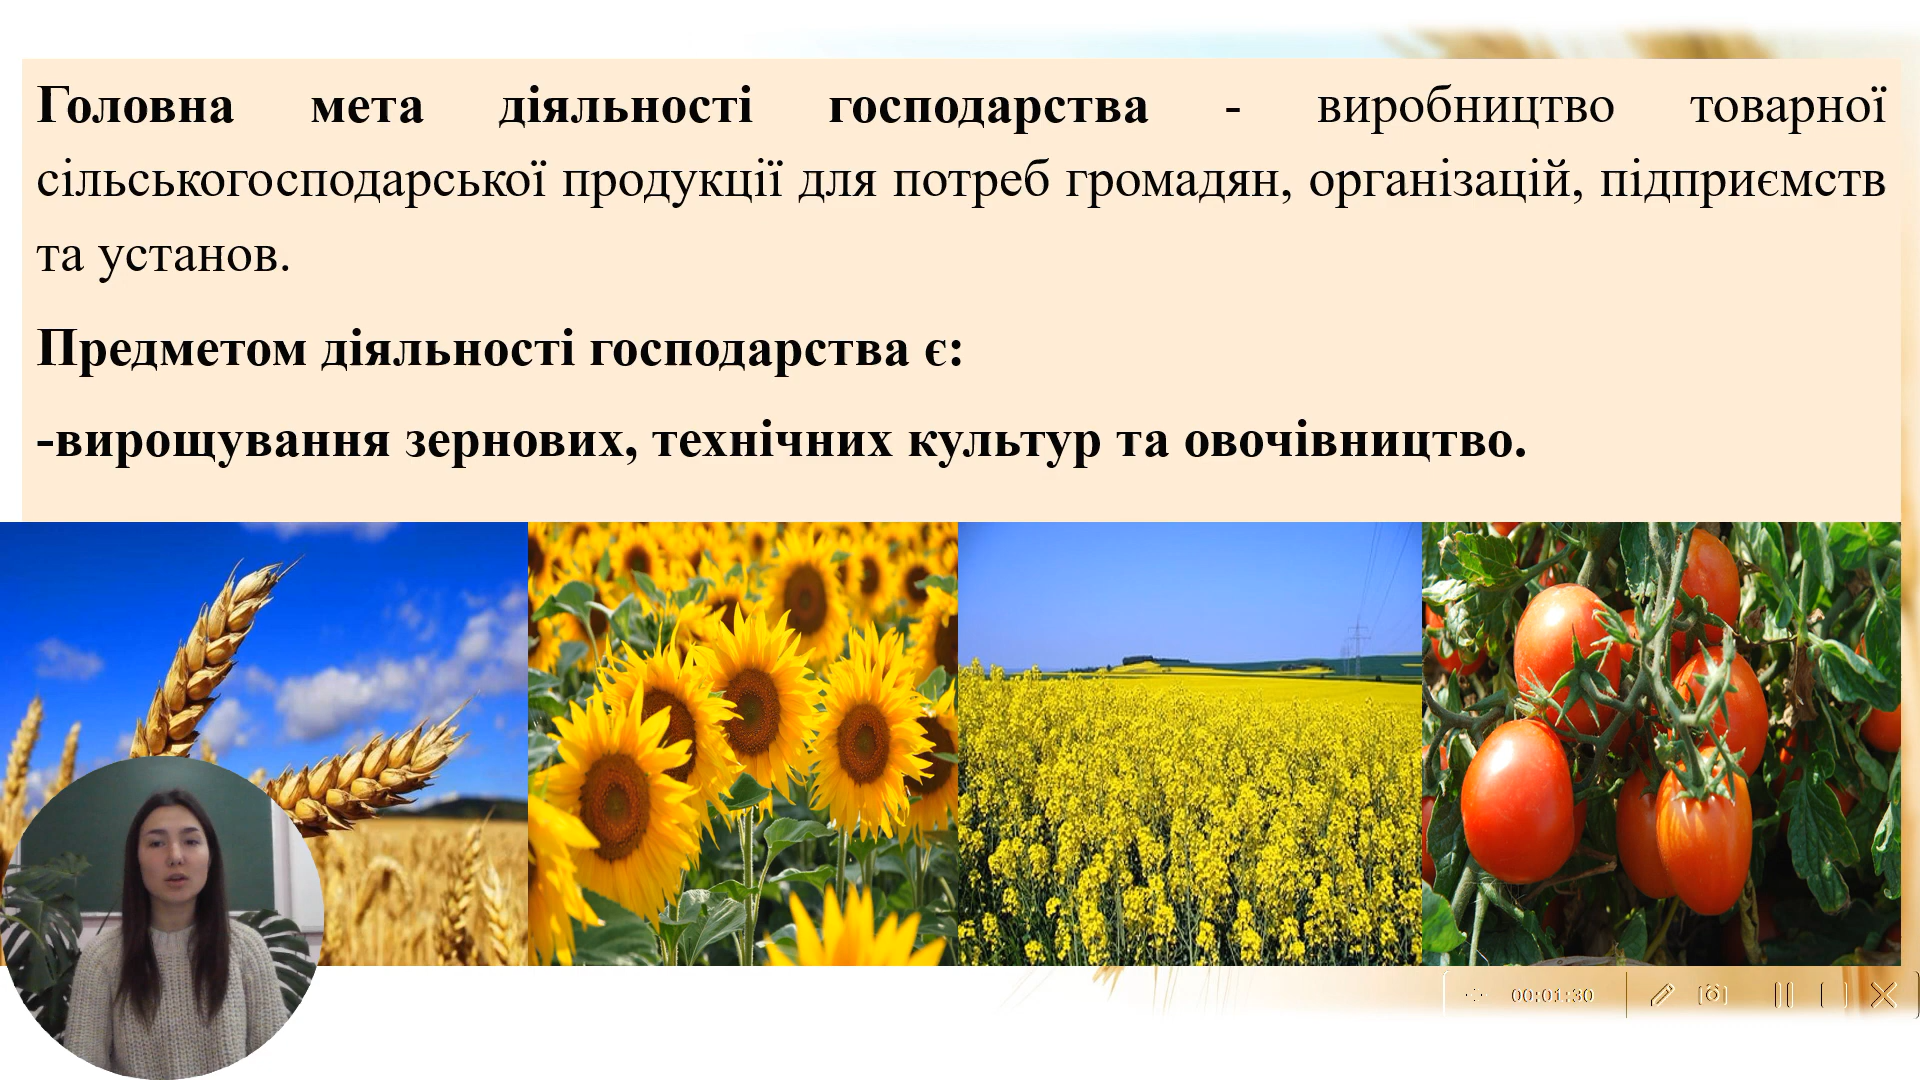 Головна мета діяльності господарства - виробництво товарної
сільськогосподарської продукції для потреб громадян, організацій, підприємств
та установ.
Предметом діяльності господарства є:
-вирощування зернових, технічних культур та овочівництво.
00:01:30